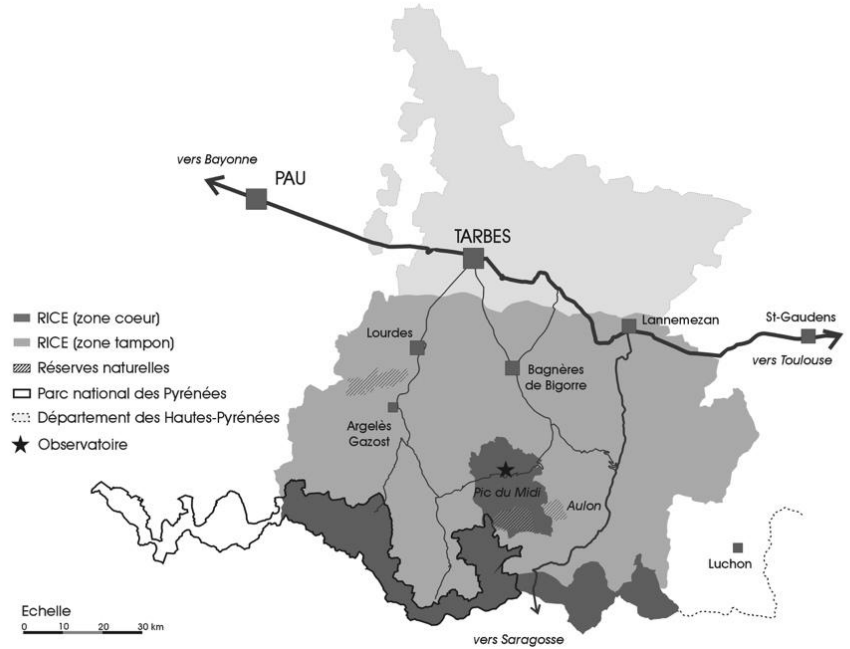 vers Bayonne
PAU
TARBES
RICE (zone coeur)
RICE (zone tampon)
Réserves naturelles
Parc national des Pyrénées
Département des Hautes-Pyrénées
Observatoire
Lannemezan
St-Gaudens
vers Toulouse
Lourdes
Bagnères
de Bigorre
Argelès
Gazost
Pic du Midi
Aulon
Luchon
Echelle
0 10 20 30 km
vers Saragosse